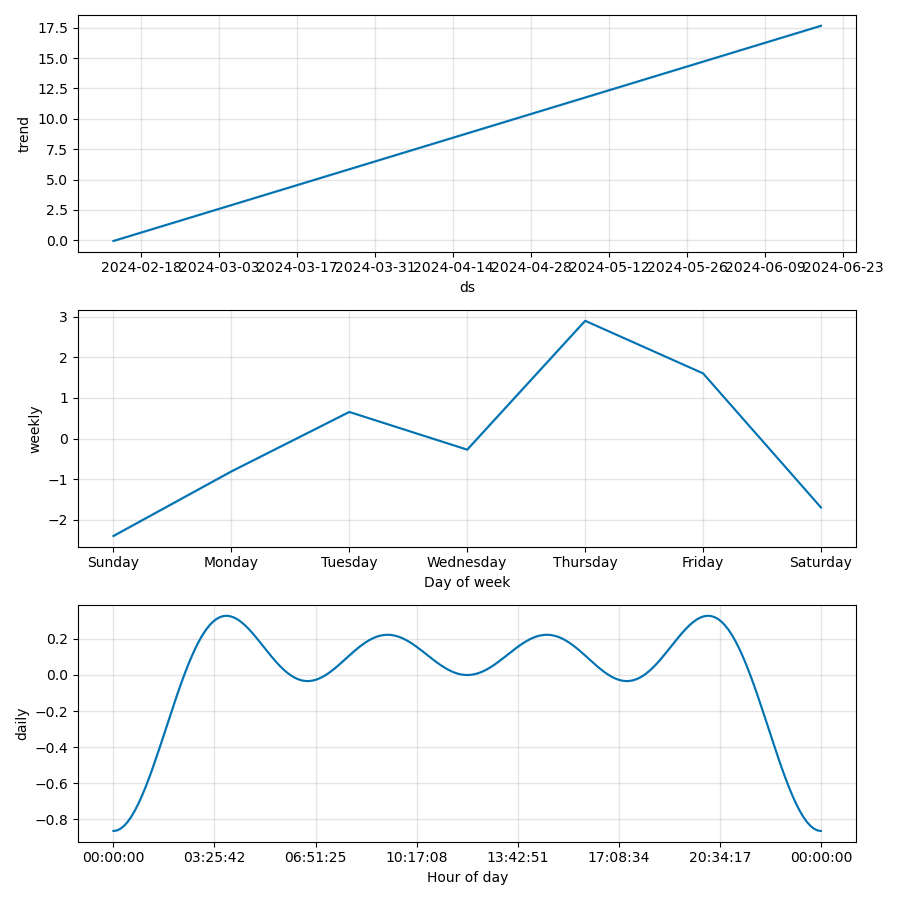 17.5
15.0
12.5
10.0
7.5
5.0
2.5
0.0
trend
2024-02-18 2024-03-03 2024-03-17 2024-03-31 2024-04-14 2024-04-28 2024-05-12 2024-05-26 2024-06-09 2024-06-23
ds
3
2
1
0
−1
−2
weekly
Sunday Monday Tuesday Wednesday Thursday Friday Saturday
Day of week
0.2
0.0
−0.2
−0.4
−0.6
−0.8
daily
00:00:00 03:25:42 06:51:25 10:17:08 13:42:51 17:08:34 20:34:17 00:00:00
Hour of day